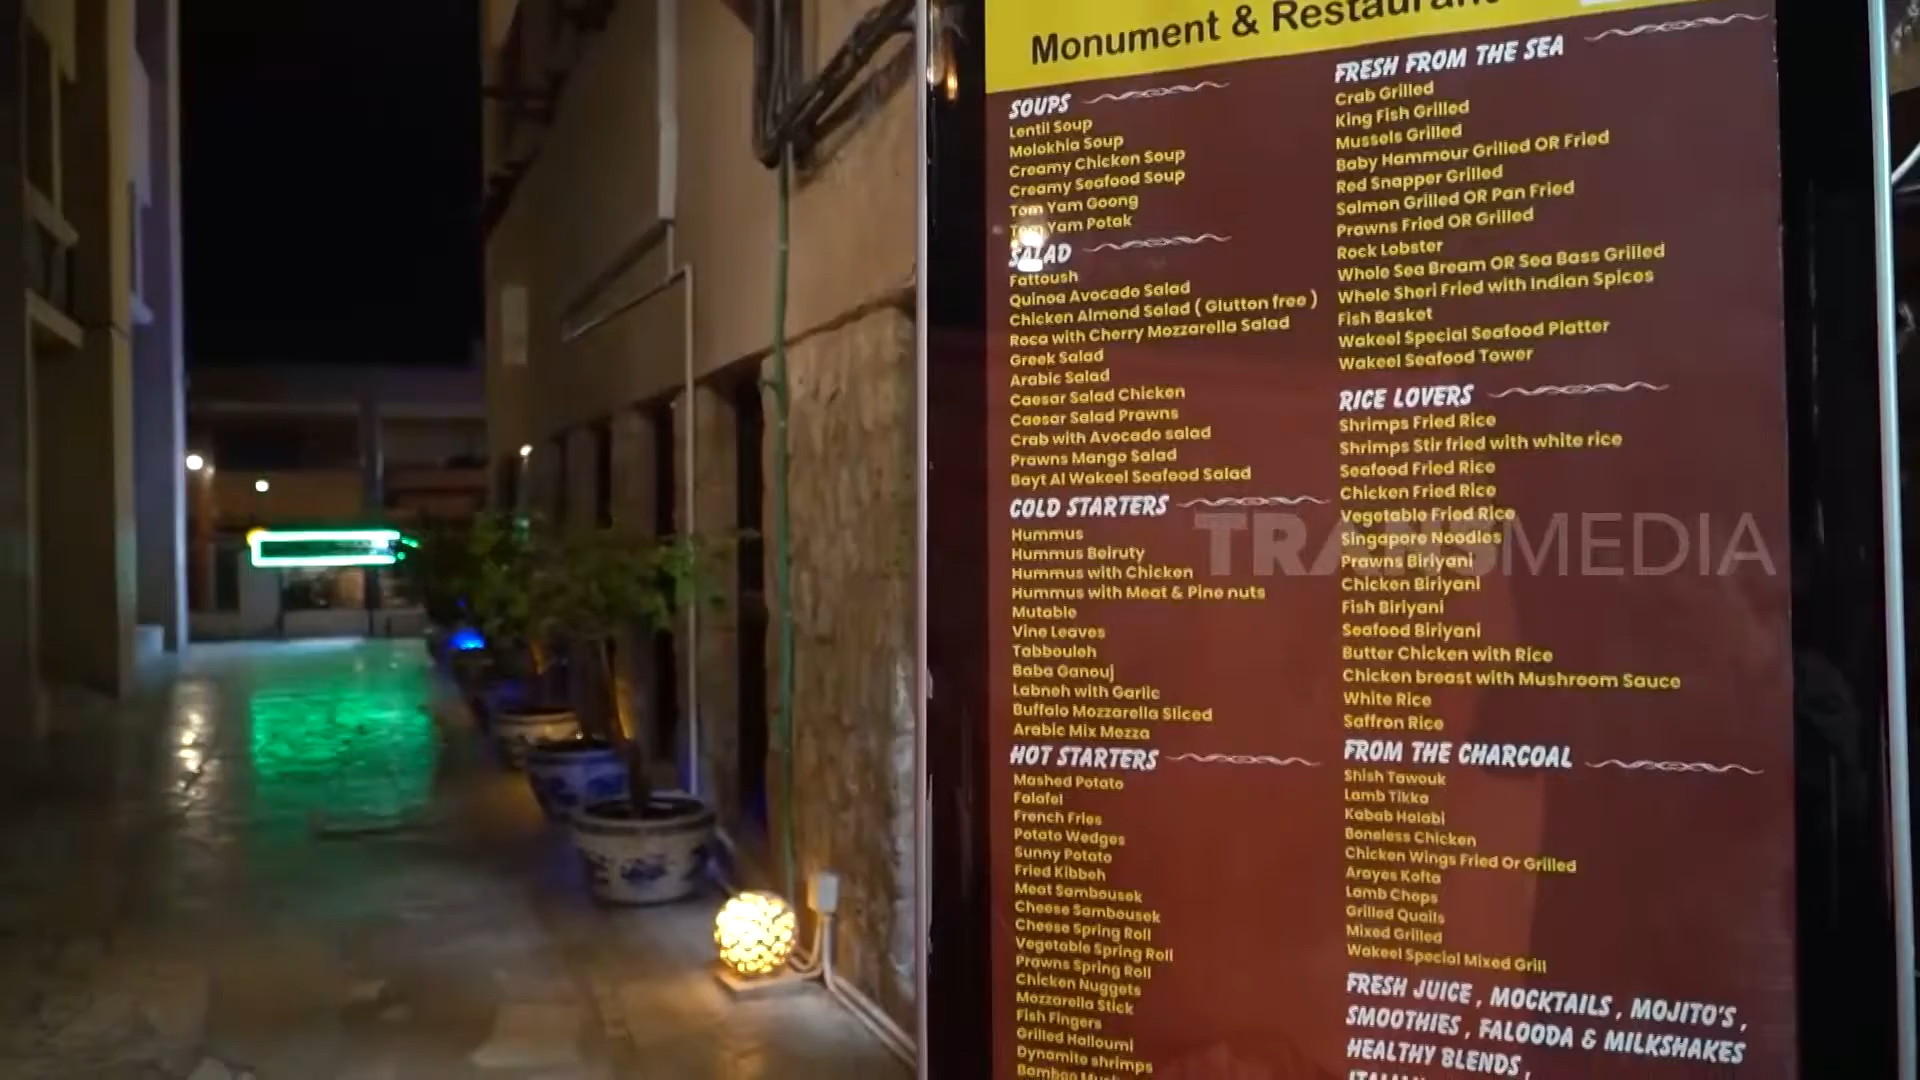 Monument & Restaurant
SOUPS
Lentil Soup
Molokhia Soup
Creamy Chicken Soup
Creamy Seafood Soup
Tom Yam Goong
Tom Yam Potak
SALAD
Fattoush
Quinoa Avocado Salad
Chicken Almond Salad ( Glutton free )
Roca with Cherry Mozzarella Salad
Greek Salad
Arabic Salad
Caesar Salad Chicken
Caesar Salad Prawns
Crab with Avocado salad
Prawns Mango Salad
Bayt Al Wakeel Seafood Salad
COLD STARTERS
Hummus
Hummus Beiruty
Hummus with Chicken
Hummus with Meat & Pine nuts
Mutable
Vine Leaves
Tabbouleh
Baba Ganouj
Labneh with Garlic
Buffalo Mozzarella Sliced
Arabic Mix Mezza
HOT STARTERS
Mashed Potato
Falafel
French Fries
Potato Wedges
Sunny Potato
Fried Kibbeh
Meat Sambousek
Cheese Sambousek
Cheese Spring Roll
Vegetable Spring Roll
Prawns Spring Roll
Chicken Nuggets
Mozzarella Stick
Fish Fingers
Grilled Halloumi
Dynamite shrimps
FRESH FROM THE SEA
Crab Grilled
King Fish Grilled
Mussels Grilled
Baby Hammour Grilled OR Fried
Red Snapper Grilled
Salmon Grilled OR Pan Fried
Prawns Fried OR Grilled
Rock Lobster
Whole Sea Bream OR Sea Bass Grilled
Whole Sheri Fried with Indian Spices
Fish Basket
Wakeel Special Seafood Platter
Wakeel Seafood Tower
RICE LOVERS
Shrimps Fried Rice
Shrimps Stir fried with white rice
Seafood Fried Rice
Chicken Fried Rice
Vegetable Fried Rice
Singapore Noodles
Prawns Biriyani
Chicken Biriyani
Fish Biriyani
Seafood Biriyani
Butter Chicken with Rice
Chicken breast with Mushroom Sauce
White Rice
Saffron Rice
FROM THE CHARCOAL
Shish Tawouk
Lamb Tikka
Kabab Halabi
Boneless Chicken
Chicken Wings Fried Or Grilled
Arayes Kofta
Lamb Chops
Grilled Quails
Mixed Grilled
Wakeel Special Mixed Grill
FRESH JUICE , MOCKTAILS , MOJITO'S ,
SMOOTHIES , FALOODA & MILKSHAKES
HEALTHY BLENDS ,
TRANSMEDIA